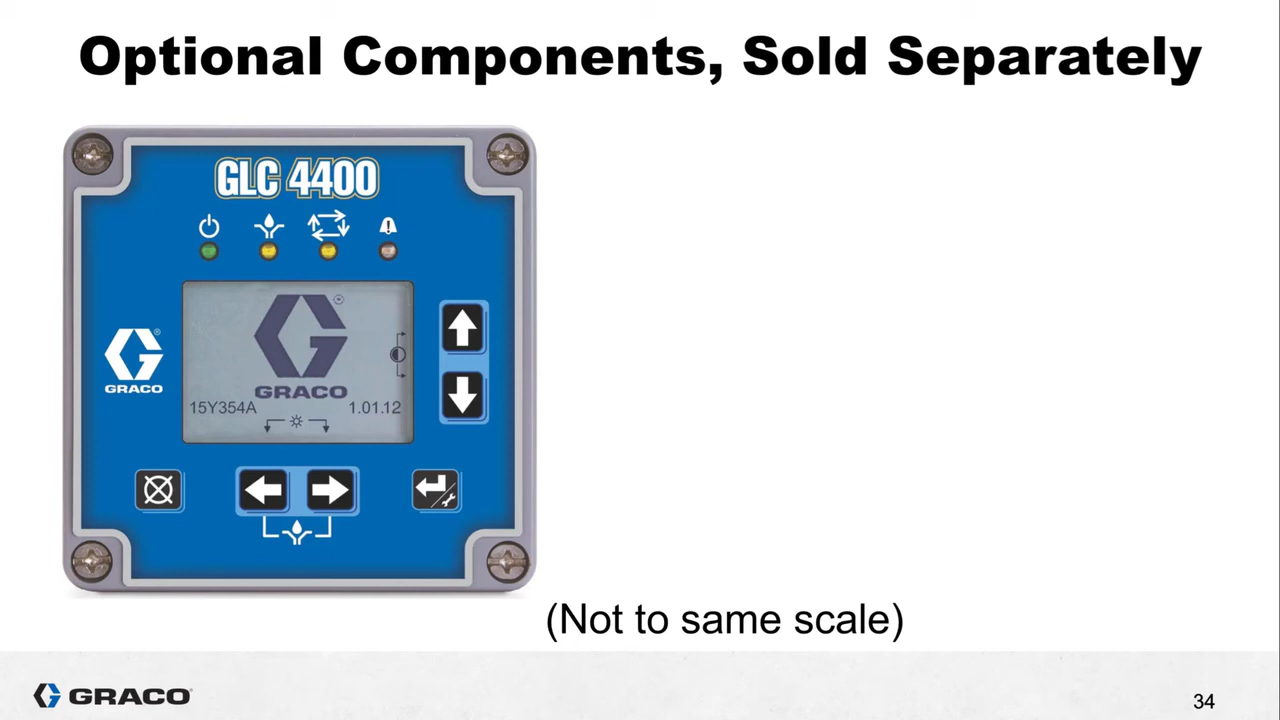 Optional Components, Sold Separately
GLC 4400
GRACO
GRACO
15Y354A 1.01.12
(Not to same scale)
GRACO
34